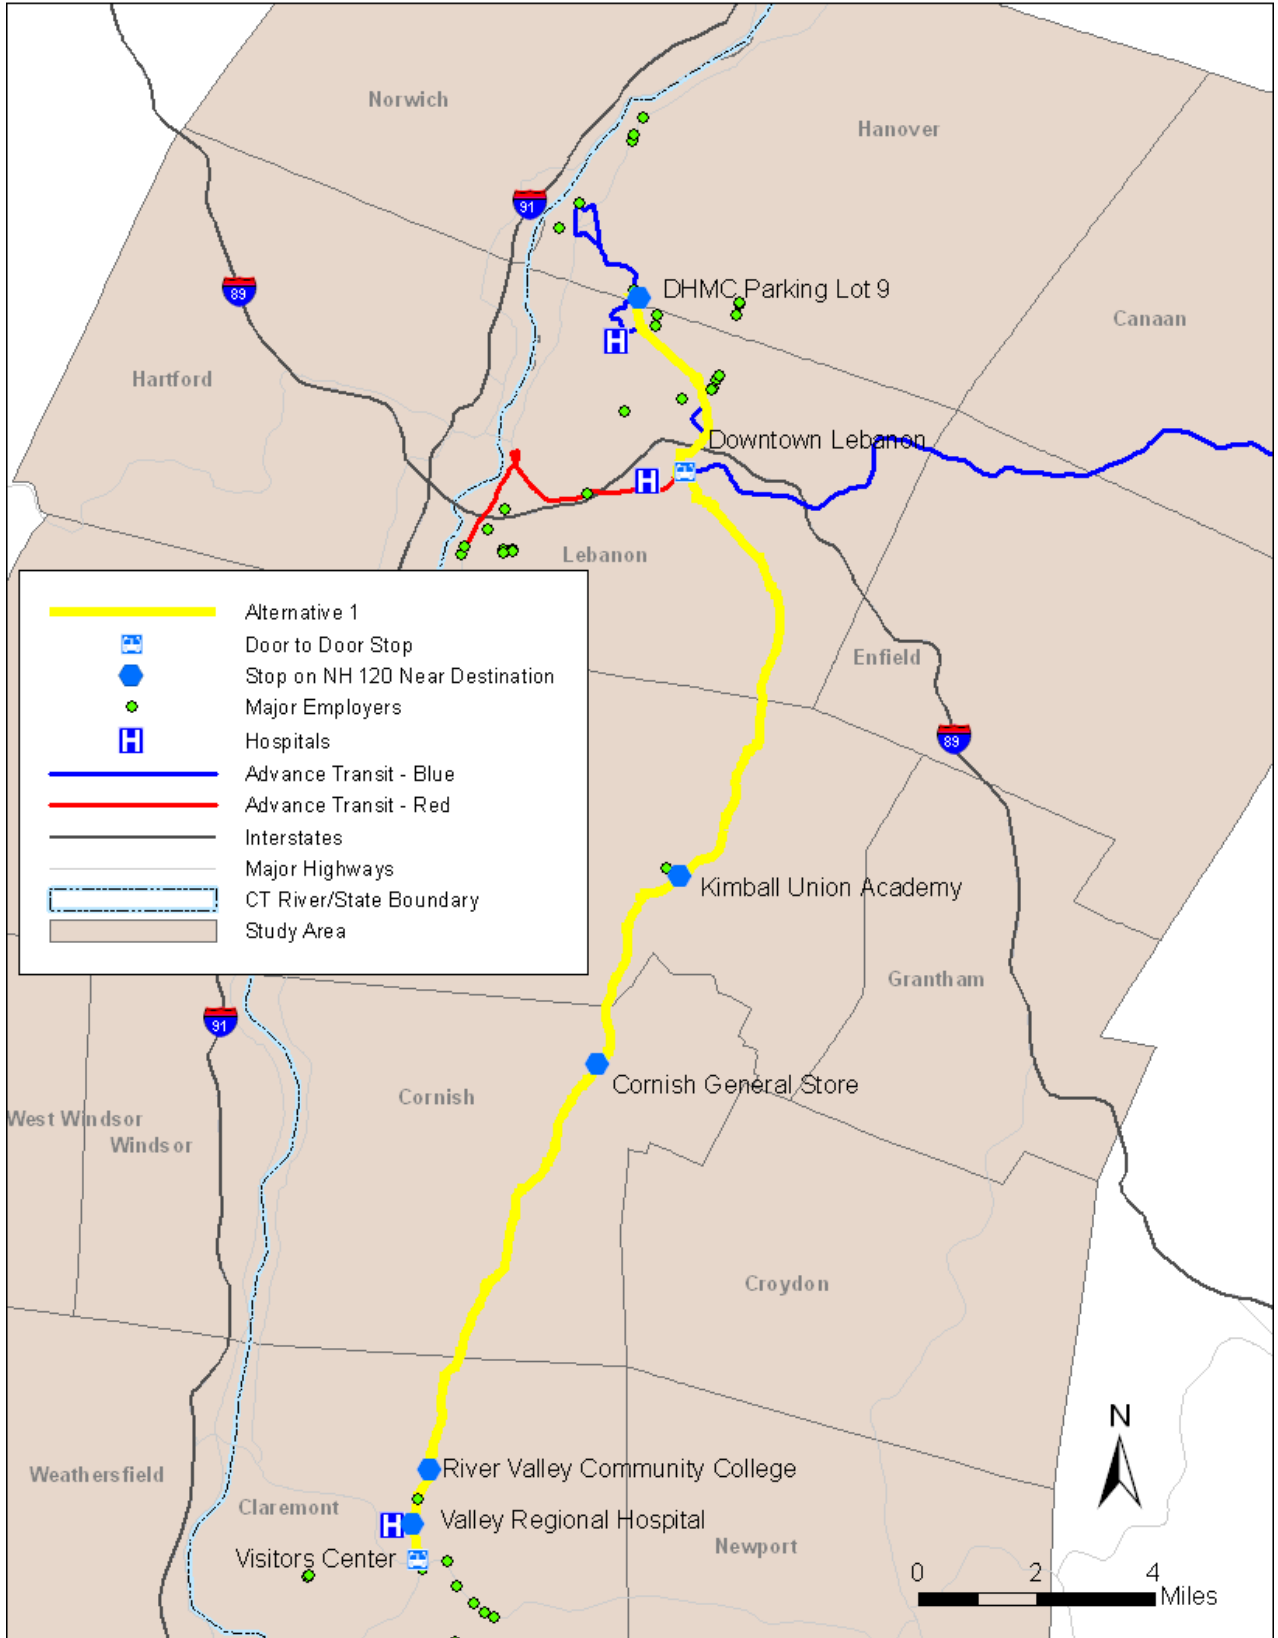 Norwich
Hanover
91
89
DHMC Parking Lot 9
Canaan
H
Hartford
Downtown Lebanon
H
Lebanon
Alternative 1
Door to Door Stop
Stop on NH 120 Near Destination
Major Employers
H
Hospitals
Advance Transit - Blue
Advance Transit - Red
Interstates
Major Highways
CT River/State Boundary
Study Area
Enfield
89
Kimball Union Academy
Grantham
91
Cornish General Store
Cornish
West Windsor
Windsor
Croydon
N
River Valley Community College
Weathersfield
Claremont
H
Valley Regional Hospital
Newport
Visitors Center
0 2 4
Miles